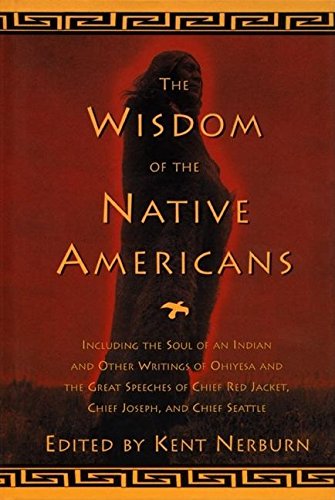 THE
WISDOM
OF THE
NATIVE
AMERICANS
INCLUDING THE SOUL OF AN INDIAN
AND OTHER WRITINGS OF OHIYESA AND
THE GREAT SPEECHES OF CHIEF RED JACKET,
CHIEF JOSEPH, AND CHIEF SEATTLE
EDITED BY KENT NERBURN